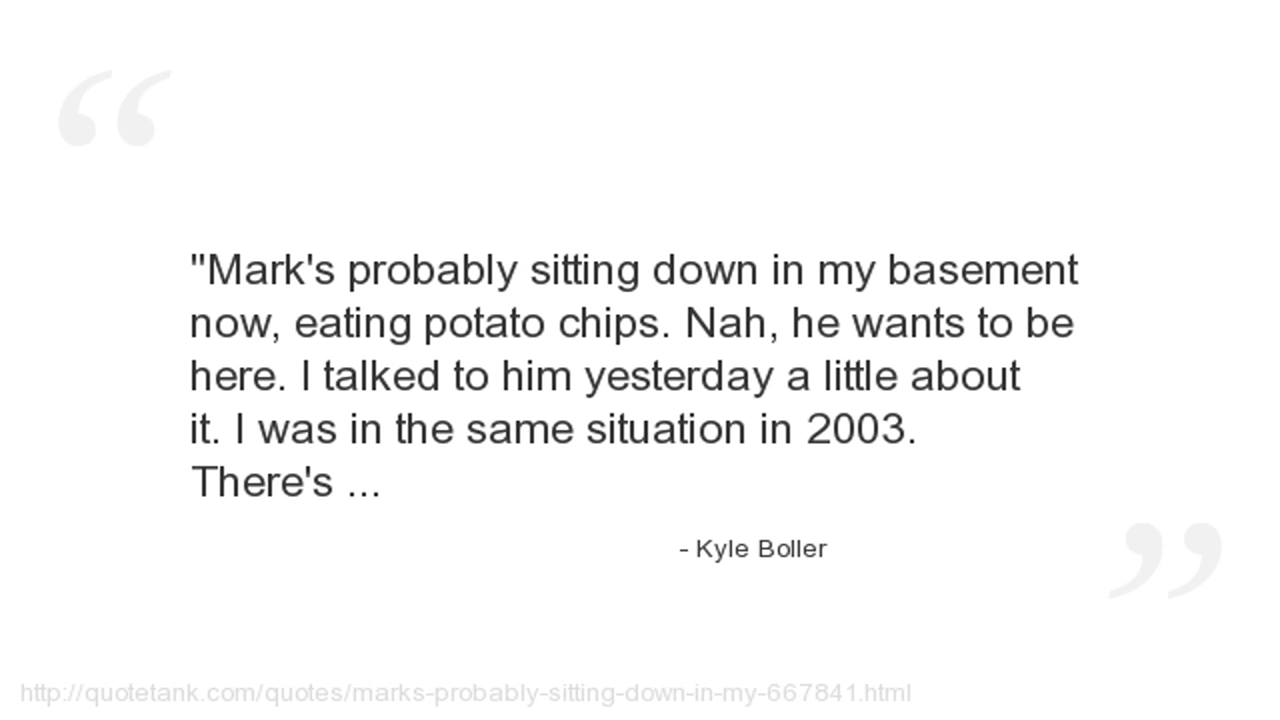 "Mark's probably sitting down in my basement
now, eating potato chips. Nah, he wants to be
here. I talked to him yesterday a little about
it. I was in the same situation in 2003.
There's ...
- Kyle Boller
http://quotetank.com/quotes/marks-probably-sitting-down-in-my-667841.html